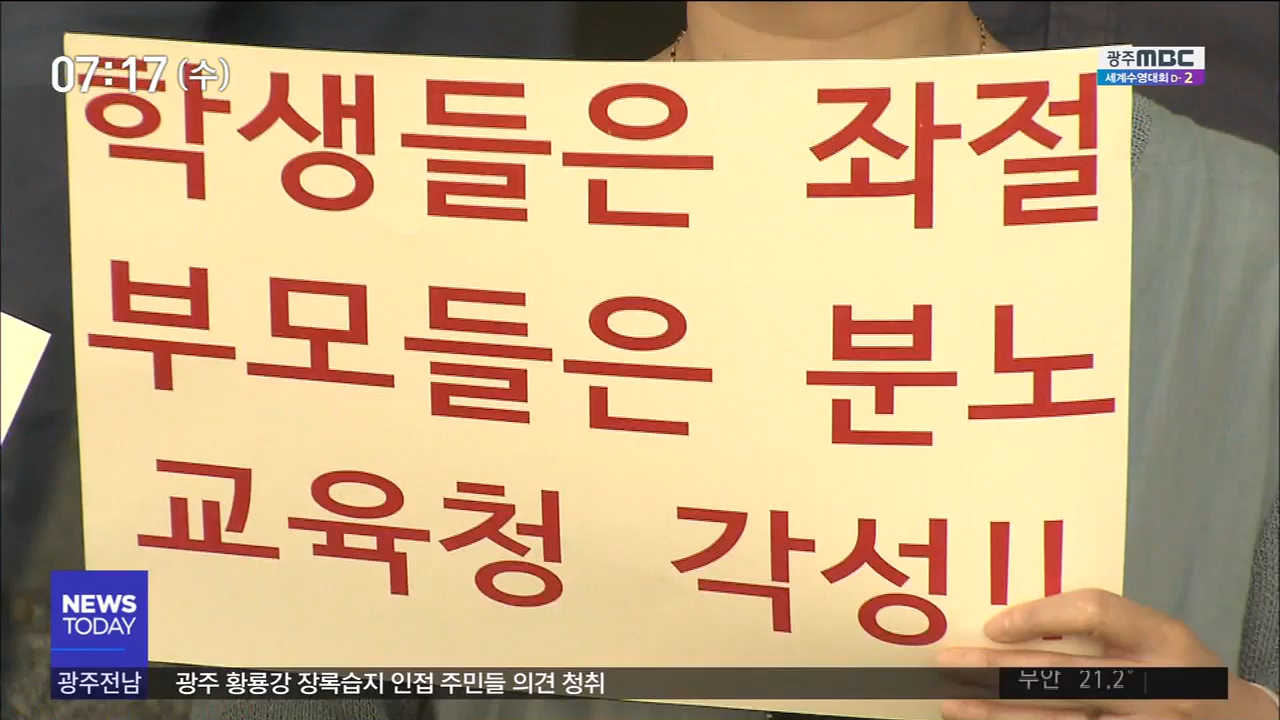 07:17 (수)
광주MBC
세계수영대회 D-2
학생들은 좌절
부모들은 분노
교육청 각성!!
NEWS
TODAY
광주전남
광주 황룡강 장록습지 인접 주민들 의견 청취
부안 21.2°